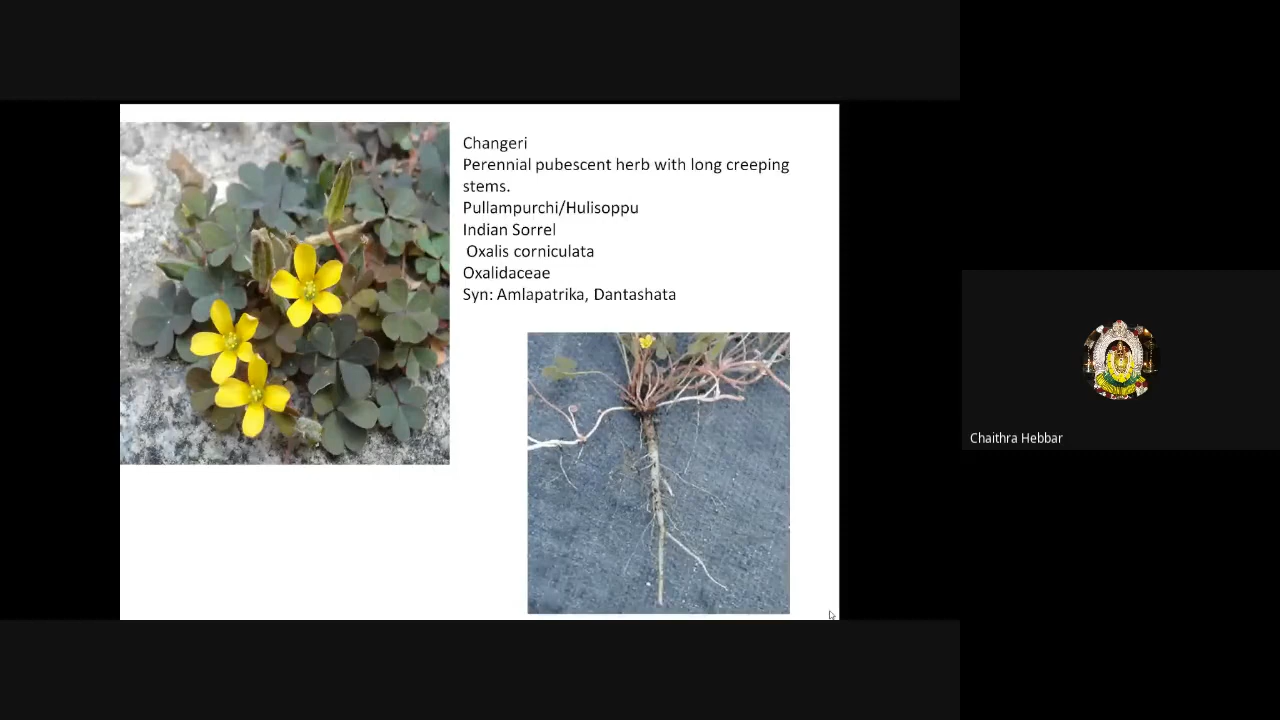 Changeri
Perennial pubescent herb with long creeping
stems.
Pullampurchi/Hulisoppu
Indian Sorrel
Oxalis corniculata
Oxalidaceae
Syn: Amlapatrika, Dantashata
Chaithra Hebbar